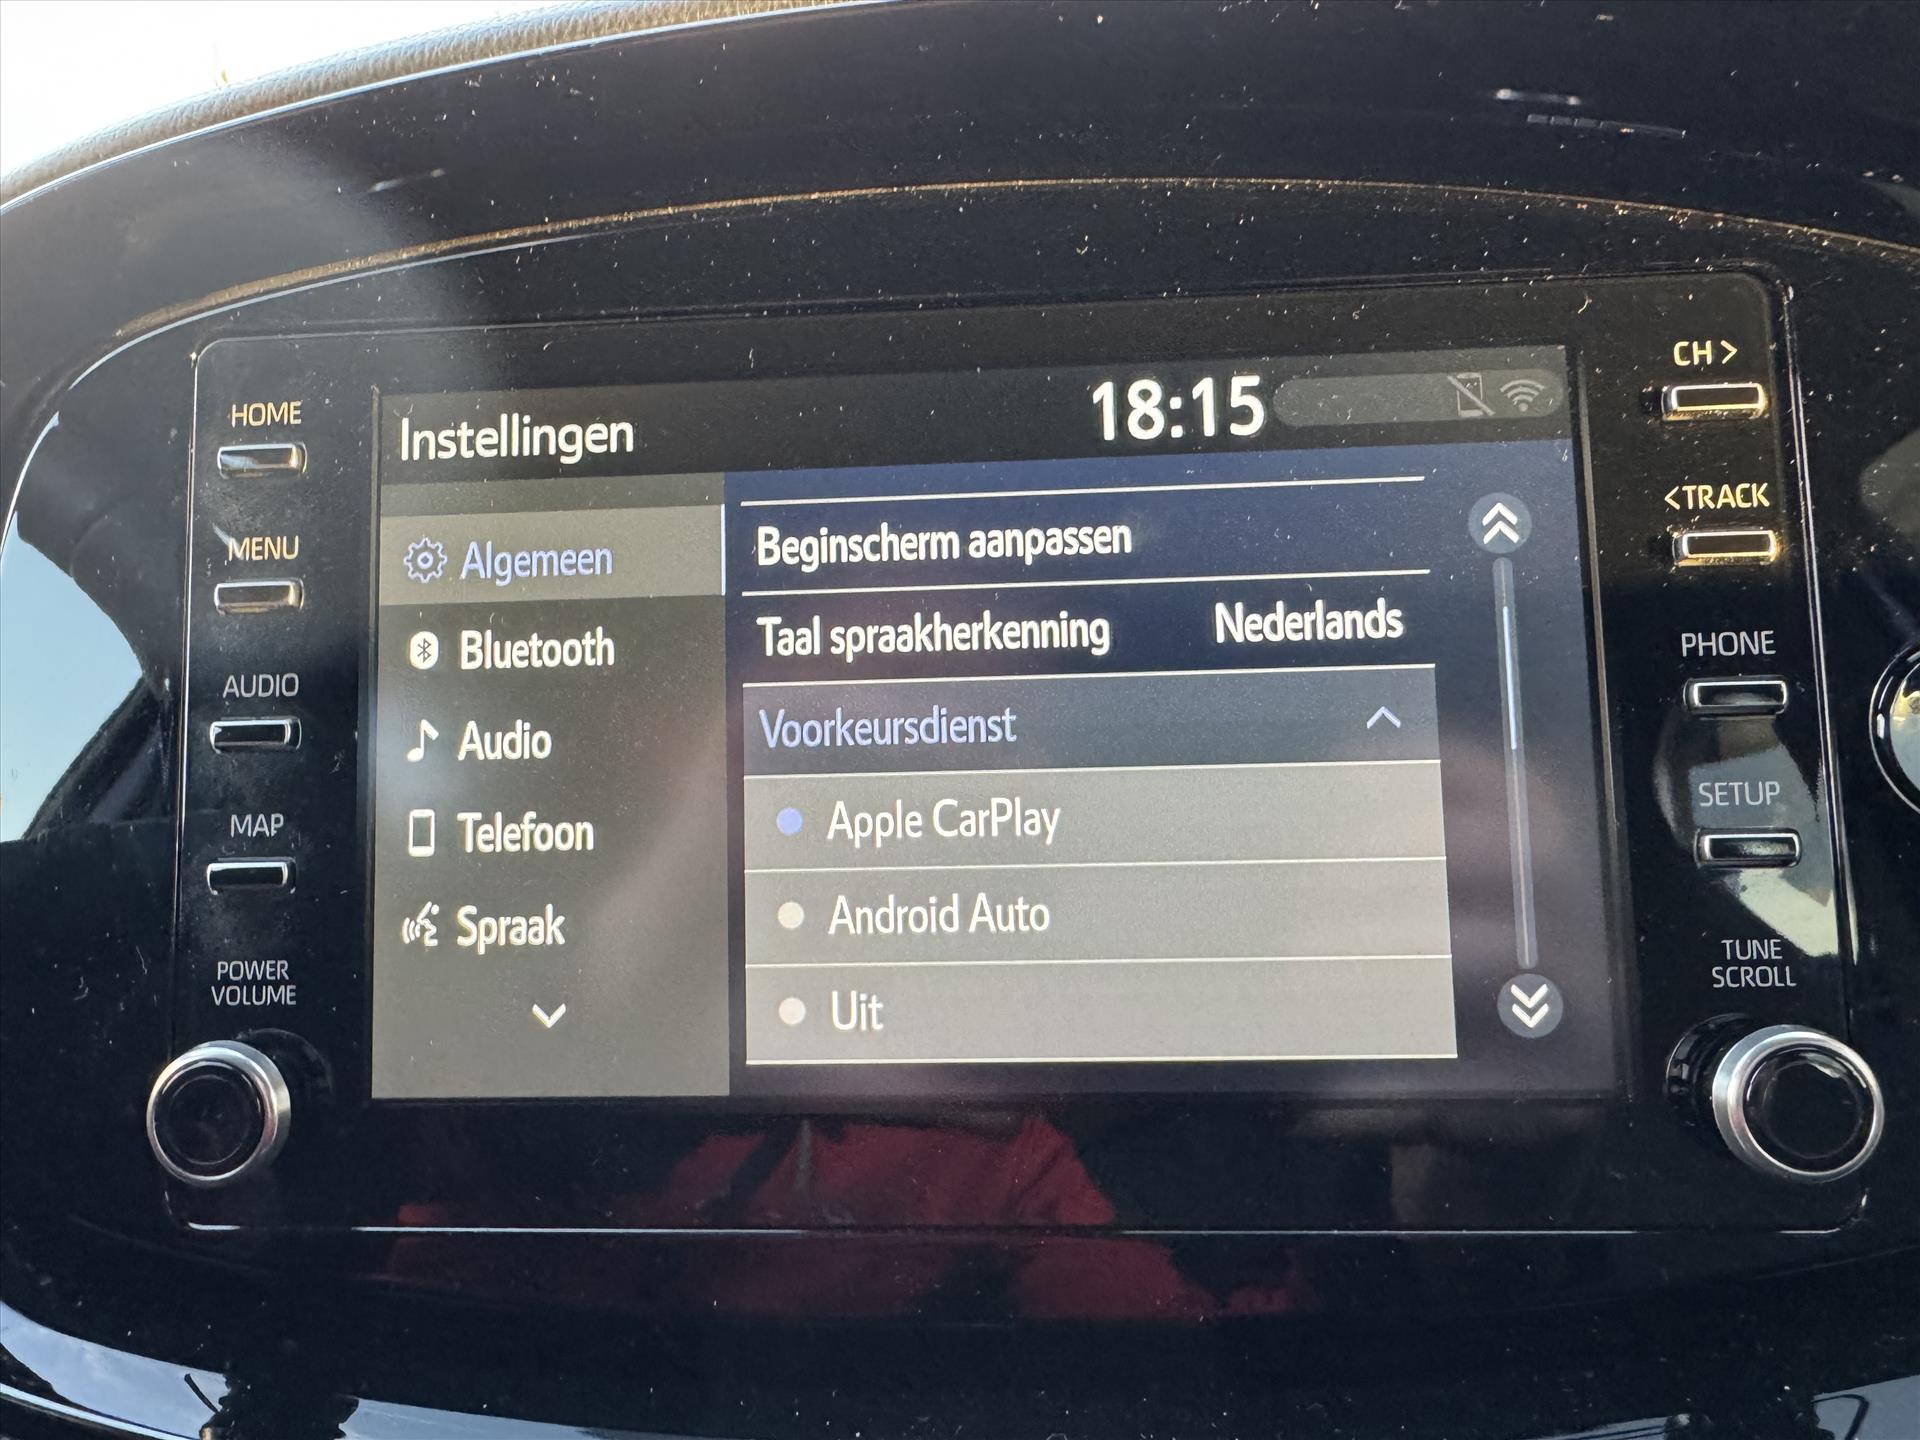 HOME
MENU
AUDIO
MAP
POWER
VOLUME
Instellingen
18:15
Algemeen
Bluetooth
Audio
Telefoon
Spraak
Beginscherm aanpassen
Taal spraakherkenning Nederlands
Voorkeursdienst
Apple CarPlay
Android Auto
Uit
CH >
<TRACK
PHONE
SETUP
TUNE
SCROLL